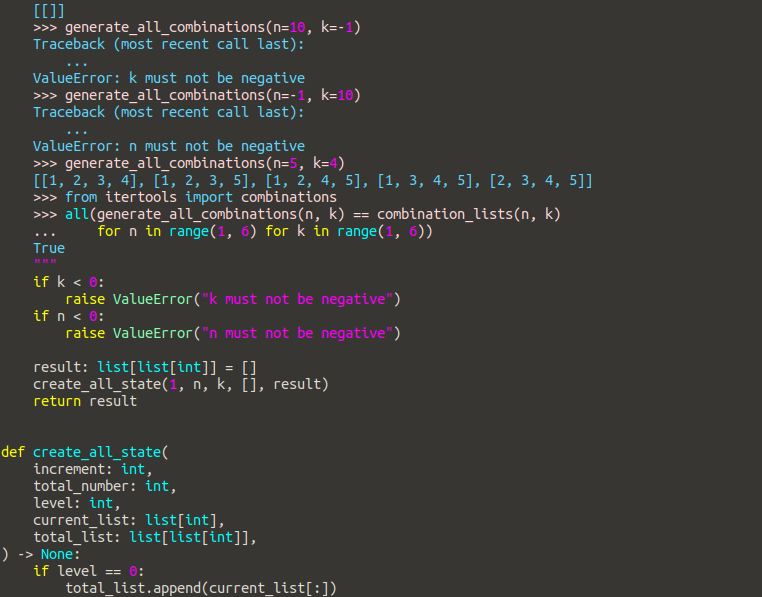 [[]]
>>> generate_all_combinations(n=10, k=-1)
Traceback (most recent call last):
...
ValueError: k must not be negative
>>> generate_all_combinations(n=-1, k=10)
Traceback (most recent call last):
...
ValueError: n must not be negative
>>> generate_all_combinations(n=5, k=4)
[[1, 2, 3, 4], [1, 2, 3, 5], [1, 2, 4, 5], [1, 3, 4, 5], [2, 3, 4, 5]]
>>> from itertools import combinations
>>> all(generate_all_combinations(n, k) == combination_lists(n, k)
...     for n in range(1, 6) for k in range(1, 6))
True
"""
if k < 0:
raise ValueError("k must not be negative")
if n < 0:
raise ValueError("n must not be negative")
result: list[list[int]] = []
create_all_state(1, n, k, [], result)
return result
def create_all_state(
increment: int,
total_number: int,
level: int,
current_list: list[int],
total_list: list[list[int]],
) -> None:
if level == 0:
total_list.append(current_list[:])